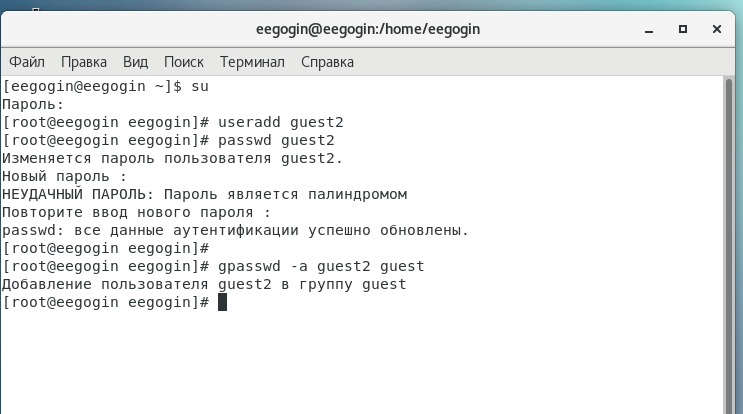 eegogin@eegogin:/home/eegogin
Файл Правка Вид Поиск Терминал Справка
[eegogin@eegogin ~]$ su
Пароль:
[root@eegogin eegogin]# useradd guest2
[root@eegogin eegogin]# passwd guest2
Изменяется пароль пользователя guest2.
Новый пароль :
НЕУДАЧНЫЙ ПАРОЛЬ: Пароль является палиндромом
Повторите ввод нового пароля :
passwd: все данные аутентификации успешно обновлены.
[root@eegogin eegogin]#
[root@eegogin eegogin]# gpasswd -a guest2 guest
Добавление пользователя guest2 в группу guest
[root@eegogin eegogin]#